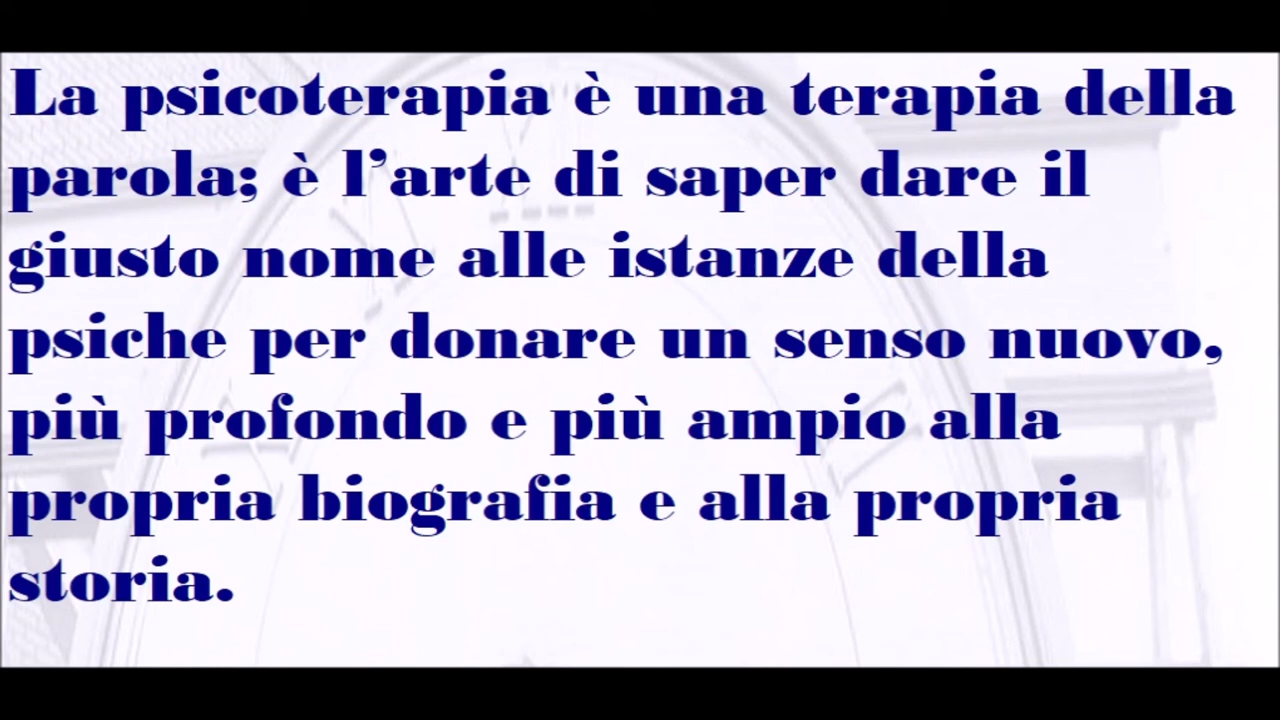 La psicoterapia è una terapia della
parola; è l’arte di saper dare il
giusto nome alle istanze della
psiche per donare un senso nuovo,
più profondo e più ampio alla
propria biografia e alla propria
storia.